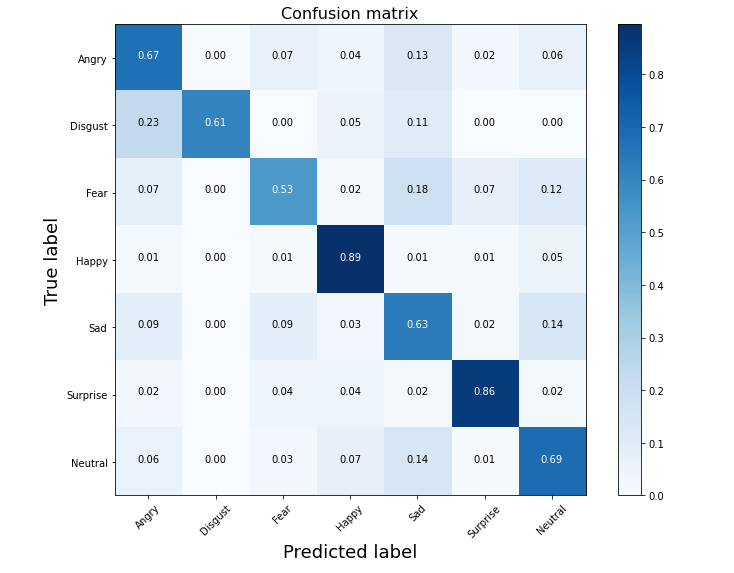 Confusion matrix
True label
Angry 0.67 0.00 0.07 0.04 0.13 0.02 0.06
Disgust 0.23 0.61 0.00 0.05 0.11 0.00 0.00
Fear 0.07 0.00 0.53 0.02 0.18 0.07 0.12
Happy 0.01 0.00 0.01 0.89 0.01 0.01 0.05
Sad 0.09 0.00 0.09 0.03 0.63 0.02 0.14
Surprise 0.02 0.00 0.04 0.04 0.02 0.86 0.02
Neutral 0.06 0.00 0.03 0.07 0.14 0.01 0.69
Angry Disgust Fear Happy Sad Surprise Neutral
Predicted label
0.8
0.7
0.6
0.5
0.4
0.3
0.2
0.1
0.0